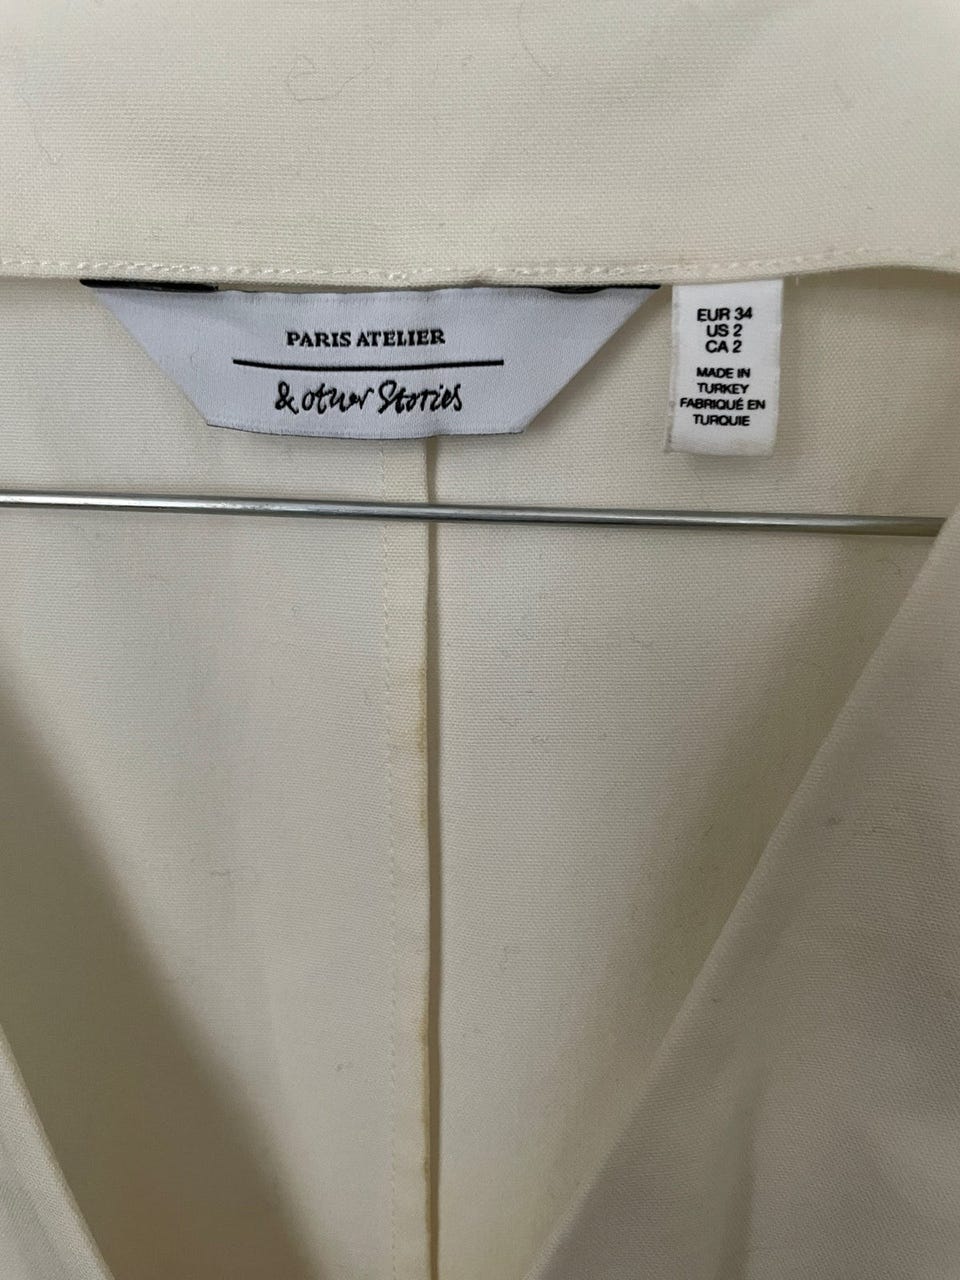 PARIS ATELIER
& other Stories
EUR 34
US 2
CA 2
MADE IN
TURKEY
FABRIQUÉ EN
TURQUIE